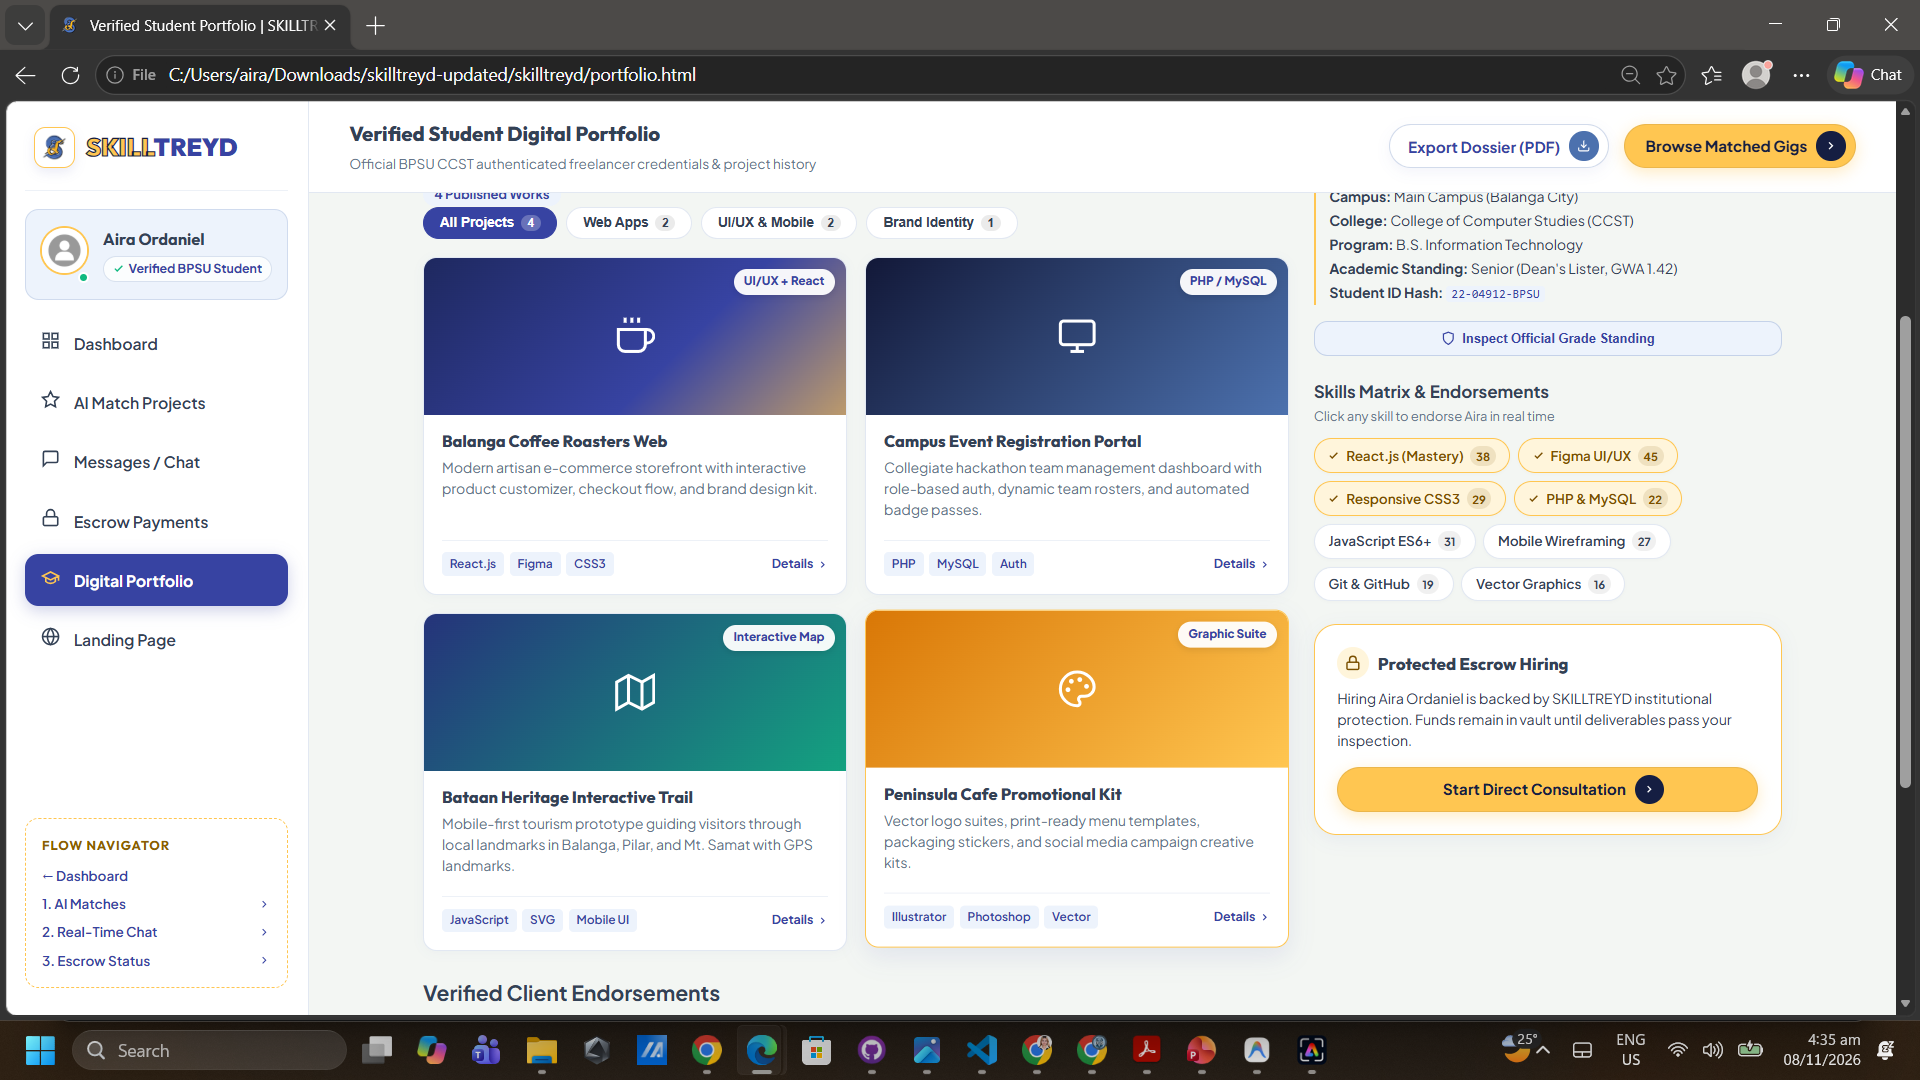 Verified Student Portfolio | SKILLTR
File C:/Users/aira/Downloads/skilltreyd-updated/skilltreyd/portfolio.html
Chat
SKILLTREYD
Aira Ordaniel
✓ Verified BPSU Student
Dashboard
AI Match Projects
Messages / Chat
Escrow Payments
Digital Portfolio
Landing Page
FLOW NAVIGATOR
← Dashboard
1. AI Matches
2. Real-Time Chat
3. Escrow Status
Verified Student Digital Portfolio
Official BPSU CCST authenticated freelancer credentials & project history
Export Dossier (PDF)
Browse Matched Gigs
4 Published Works
All Projects 4
Web Apps 2
UI/UX & Mobile 2
Brand Identity 1
UI/UX + React
Balanga Coffee Roasters Web
Modern artisan e-commerce storefront with interactive
product customizer, checkout flow, and brand design kit.
React.js Figma CSS3 Details
PHP / MySQL
Campus Event Registration Portal
Collegiate hackathon team management dashboard with
role-based auth, dynamic team rosters, and automated
badge passes.
PHP MySQL Auth Details
Interactive Map
Bataan Heritage Interactive Trail
Mobile-first tourism prototype guiding visitors through
local landmarks in Balanga, Pilar, and Mt. Samat with GPS
landmarks.
JavaScript SVG Mobile UI Details
Graphic Suite
Peninsula Cafe Promotional Kit
Vector logo suites, print-ready menu templates,
packaging stickers, and social media campaign creative
kits.
Illustrator Photoshop Vector Details
Verified Client Endorsements
Campus: Main Campus (Balanga City)
College: College of Computer Studies (CCST)
Program: B.S. Information Technology
Academic Standing: Senior (Dean's Lister, GWA 1.42)
Student ID Hash: 22-04912-BPSU
Inspect Official Grade Standing
Skills Matrix & Endorsements
Click any skill to endorse Aira in real time
✓ React.js (Mastery) 38
✓ Figma UI/UX 45
✓ Responsive CSS3 29
✓ PHP & MySQL 22
JavaScript ES6+ 31
Mobile Wireframing 27
Git & GitHub 19
Vector Graphics 16
Protected Escrow Hiring
Hiring Aira Ordaniel is backed by SKILLTREYD institutional
protection. Funds remain in vault until deliverables pass your
inspection.
Start Direct Consultation
Search
25°
ENG
US
4:35 am
08/11/2026